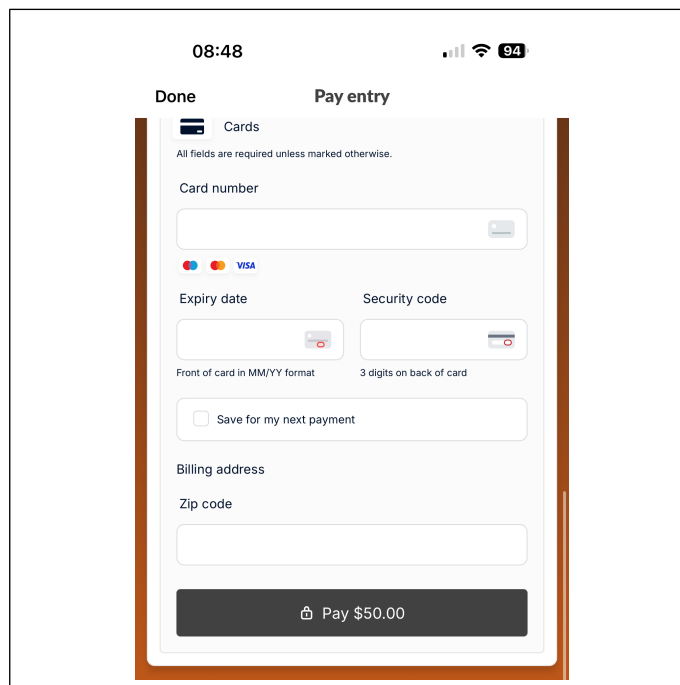 08:48
94
Done Pay entry
Cards
All fields are required unless marked otherwise.
Card number
VISA
Expiry date Security code
Front of card in MM/YY format 3 digits on back of card
Save for my next payment
Billing address
Zip code
Pay $50.00